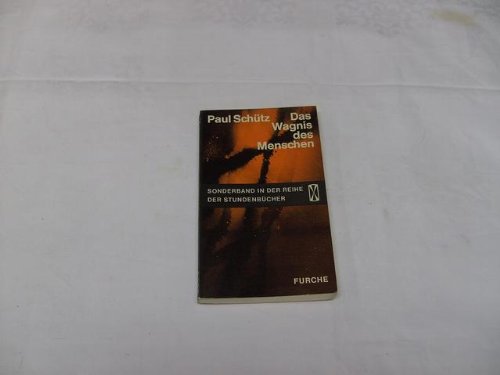 Paul Schütz
Das
Wagnis
des
Menschen
SONDERBAND IN DER REIHE
DER STUNDENBÜCHER
FURCHE